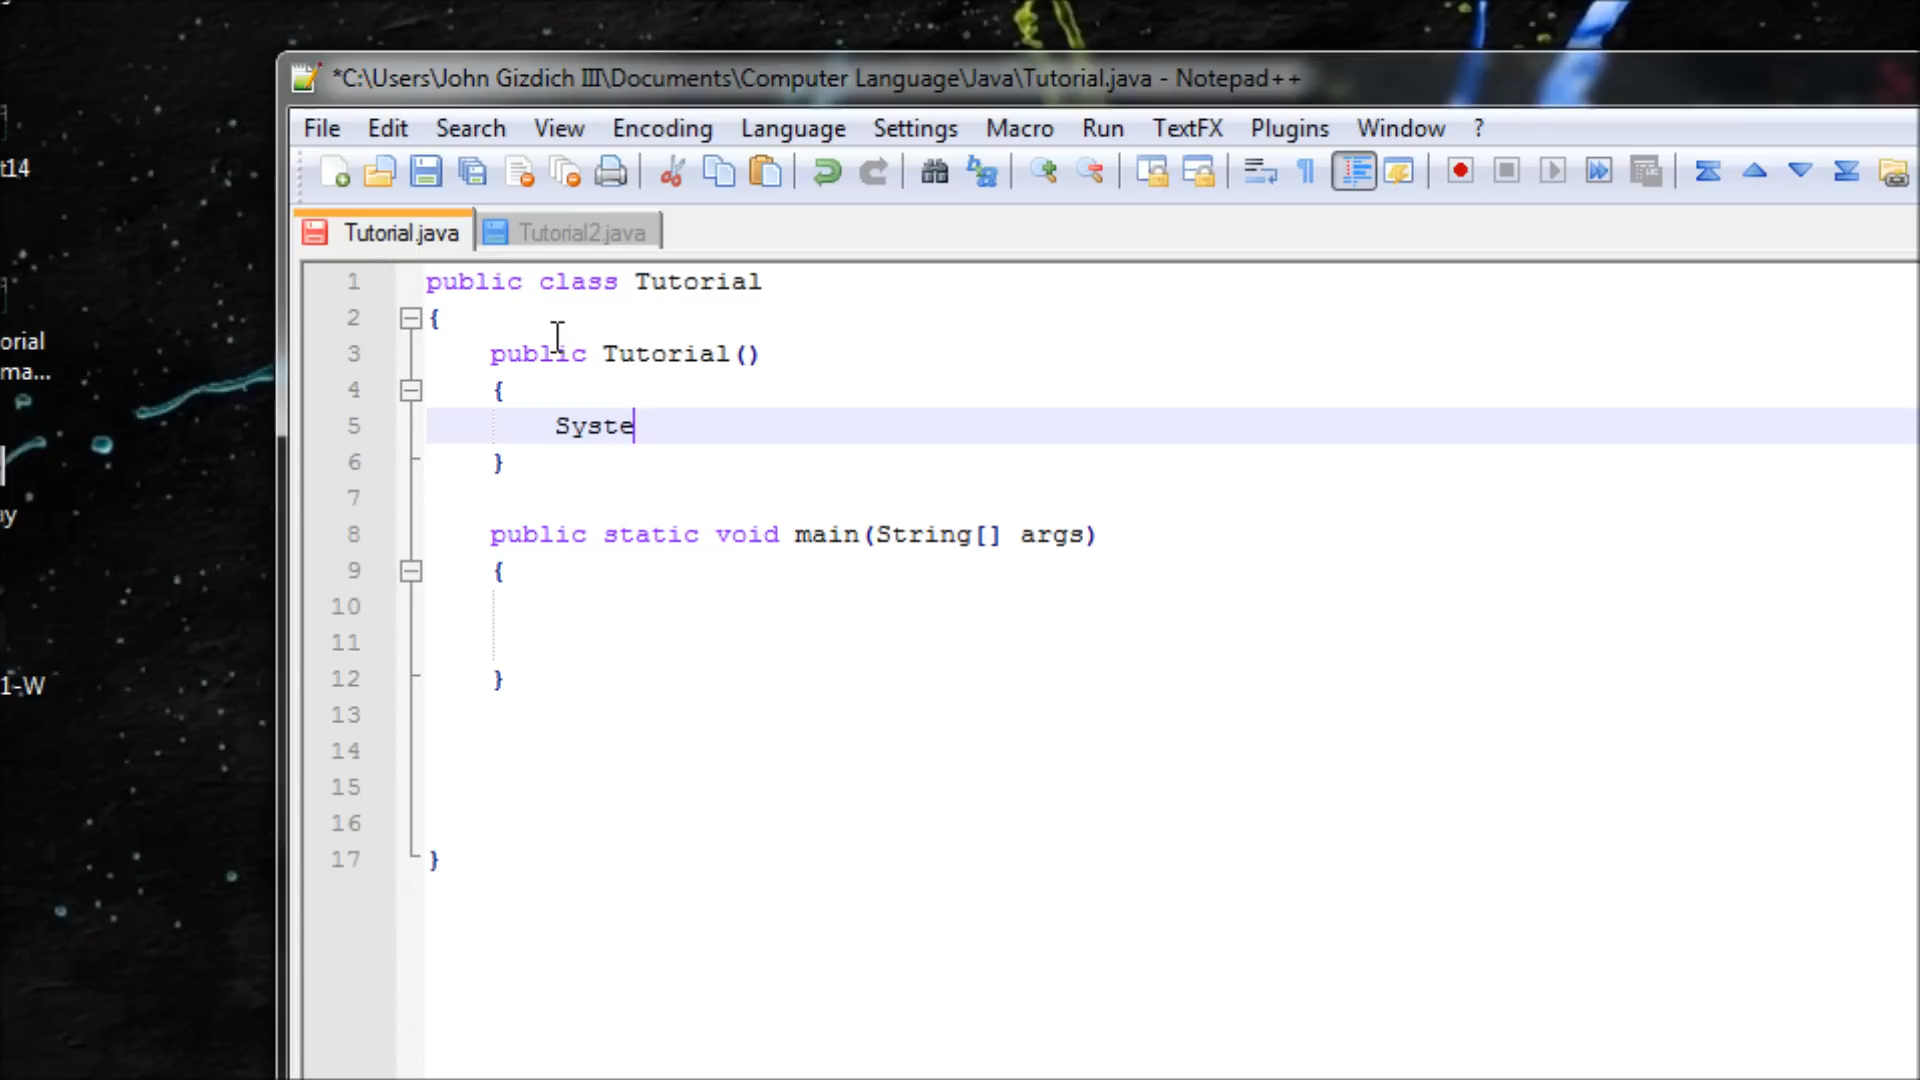 *C:\Users\John Gizdich III\Documents\Computer Language\Java\Tutorial.java - Notepad++
File Edit Search View Encoding Language Settings Macro Run TextFX Plugins Window ?
Tutorial.java Tutorial2.java
t14
orial
ma...
1-W
1 public class Tutorial
2 {
3 public Tutorial()
4 {
5 Syste
6 }
7
8 public static void main(String[] args)
9 {
10
11
12 }
13
14
15
16
17 }